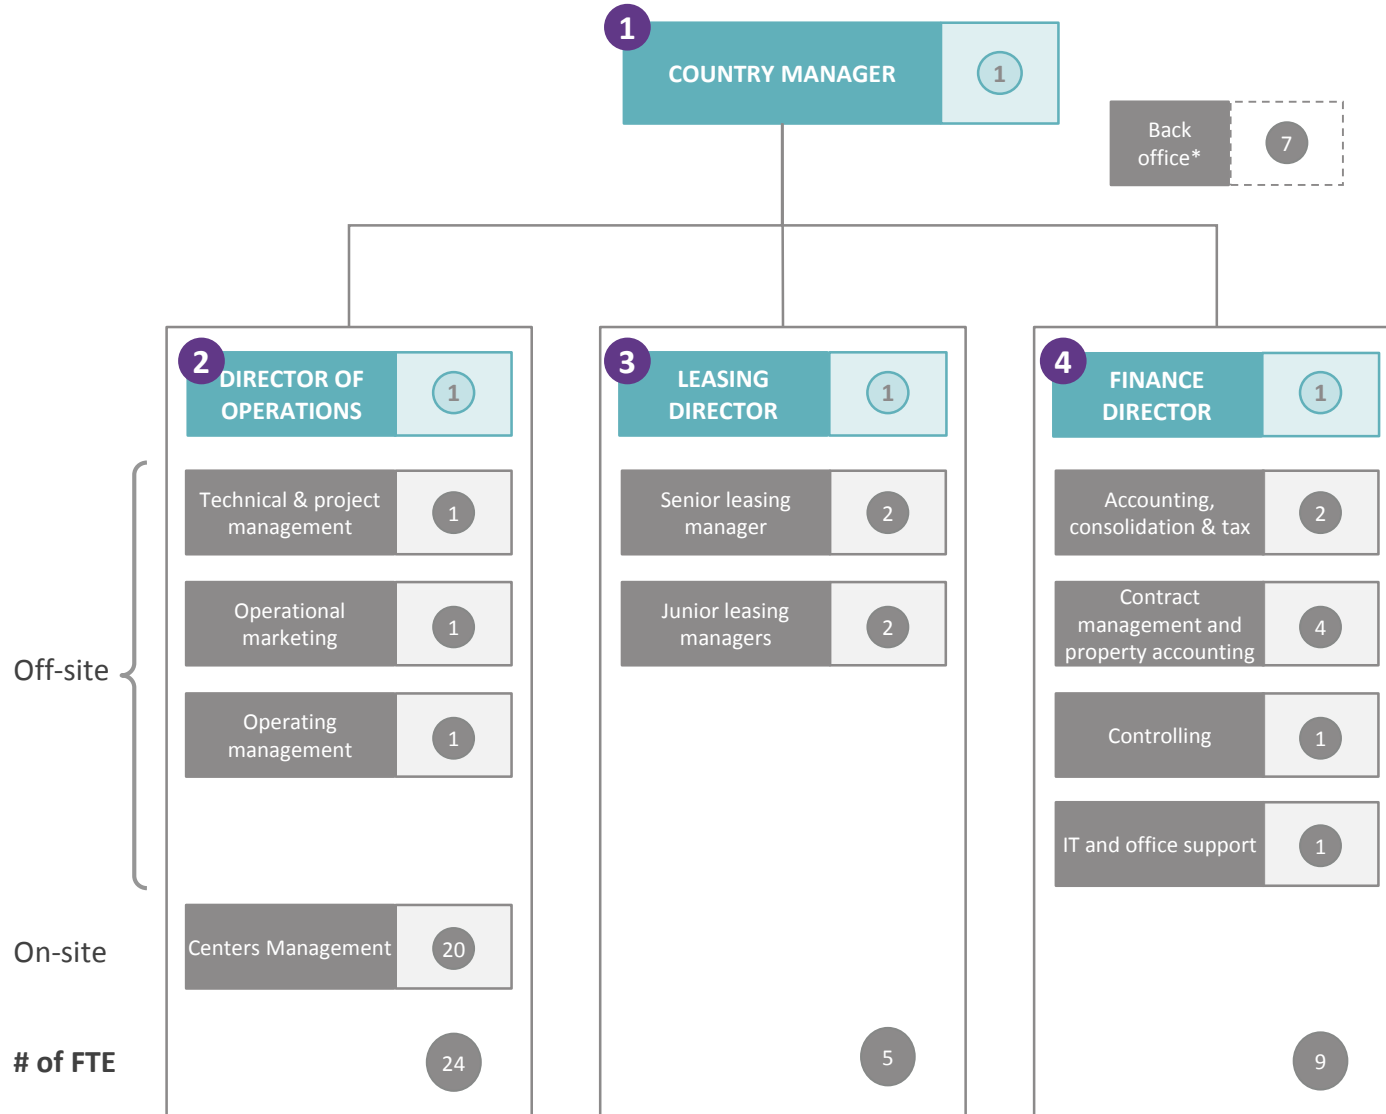 1
COUNTRY MANAGER
1
Back
office*
7
2
DIRECTOR OF
OPERATIONS
1
3
LEASING
DIRECTOR
1
4
FINANCE
DIRECTOR
1
Off-site
Technical & project
management
1
Operational
marketing
1
Operating
management
1
Senior leasing
manager
2
Junior leasing
managers
2
Accounting,
consolidation & tax
2
Contract
management and
property accounting
4
Controlling
1
IT and office support
1
On-site
Centers Management
20
# of FTE
24
5
9